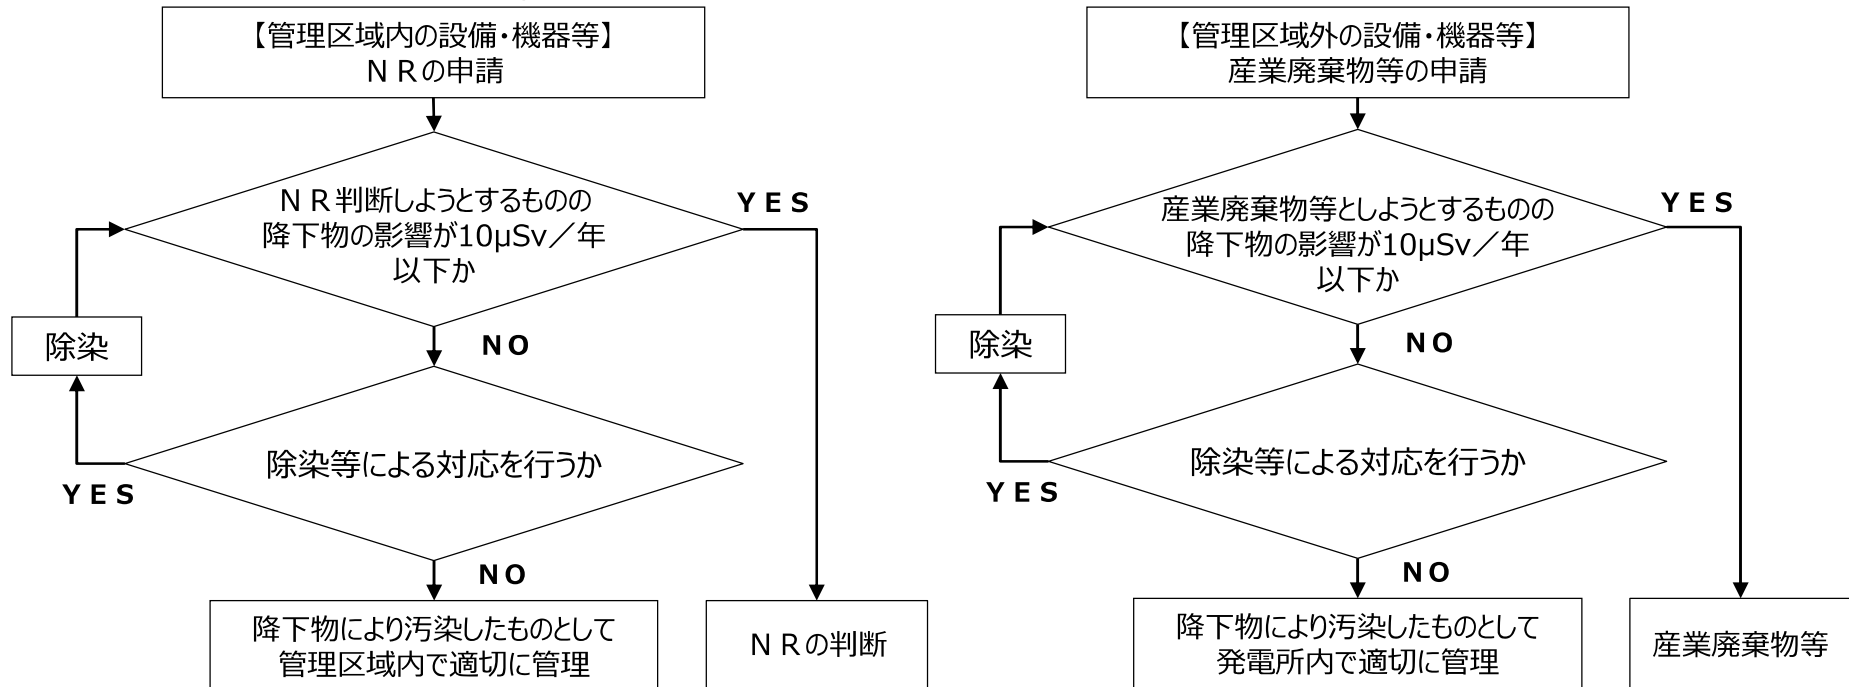 【管理区域内の設備・機器等】
ＮＲの申請
ＮＲ判断しようとするものの
降下物の影響が10μSv／年
以下か
ＹＥＳ
除染
ＮＯ
除染等による対応を行うか
ＹＥＳ
ＮＯ
降下物により汚染したものとして
管理区域内で適切に管理
ＮＲの判断
【管理区域外の設備・機器等】
産業廃棄物等の申請
産業廃棄物等としようとするものの
降下物の影響が10μSv／年
以下か
ＹＥＳ
除染
ＮＯ
除染等による対応を行うか
ＹＥＳ
ＮＯ
降下物により汚染したものとして
発電所内で適切に管理
産業廃棄物等